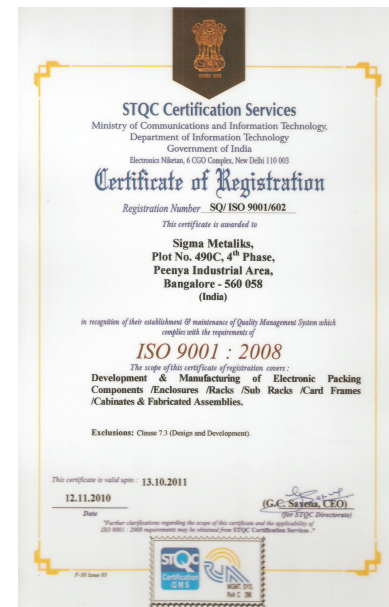 STQC Certification Services
Ministry of Communications and Information Technology,
Department of Information Technology
Government of India
Electronics Niketan, 6 CGO Complex, New Delhi 110 003
Certificate of Registration
Registration Number SQ/ ISO 9001/602
This certificate is awarded to
Sigma Metaliks,
Plot No. 490C, 4th Phase,
Peenya Industrial Area,
Bangalore - 560 058
(India)
in recognition of their establishment & maintenance of Quality Management System which
complies with the requirements of
ISO 9001 : 2008
The scope of this certificate of registration covers :
Development & Manufacturing of Electronic Packing
Components /Enclosures /Racks /Sub Racks /Card Frames
/Cabinates & Fabricated Assemblies.
Exclusions: Clause 7.3 (Design and Development).
This certificate is valid upto : 13.10.2011
12.11.2010
Date
(G.C. Saxena, CEO)
(for STQC Directorate)
"Further clarifications regarding the scope of this certificate and the applicability of
ISO 9001 : 2008 requirements may be obtained from STQC Certification Services ."
F-50 Issue 05
STQC
Certification
QMS
MGMT. SYS.
RvA C 286